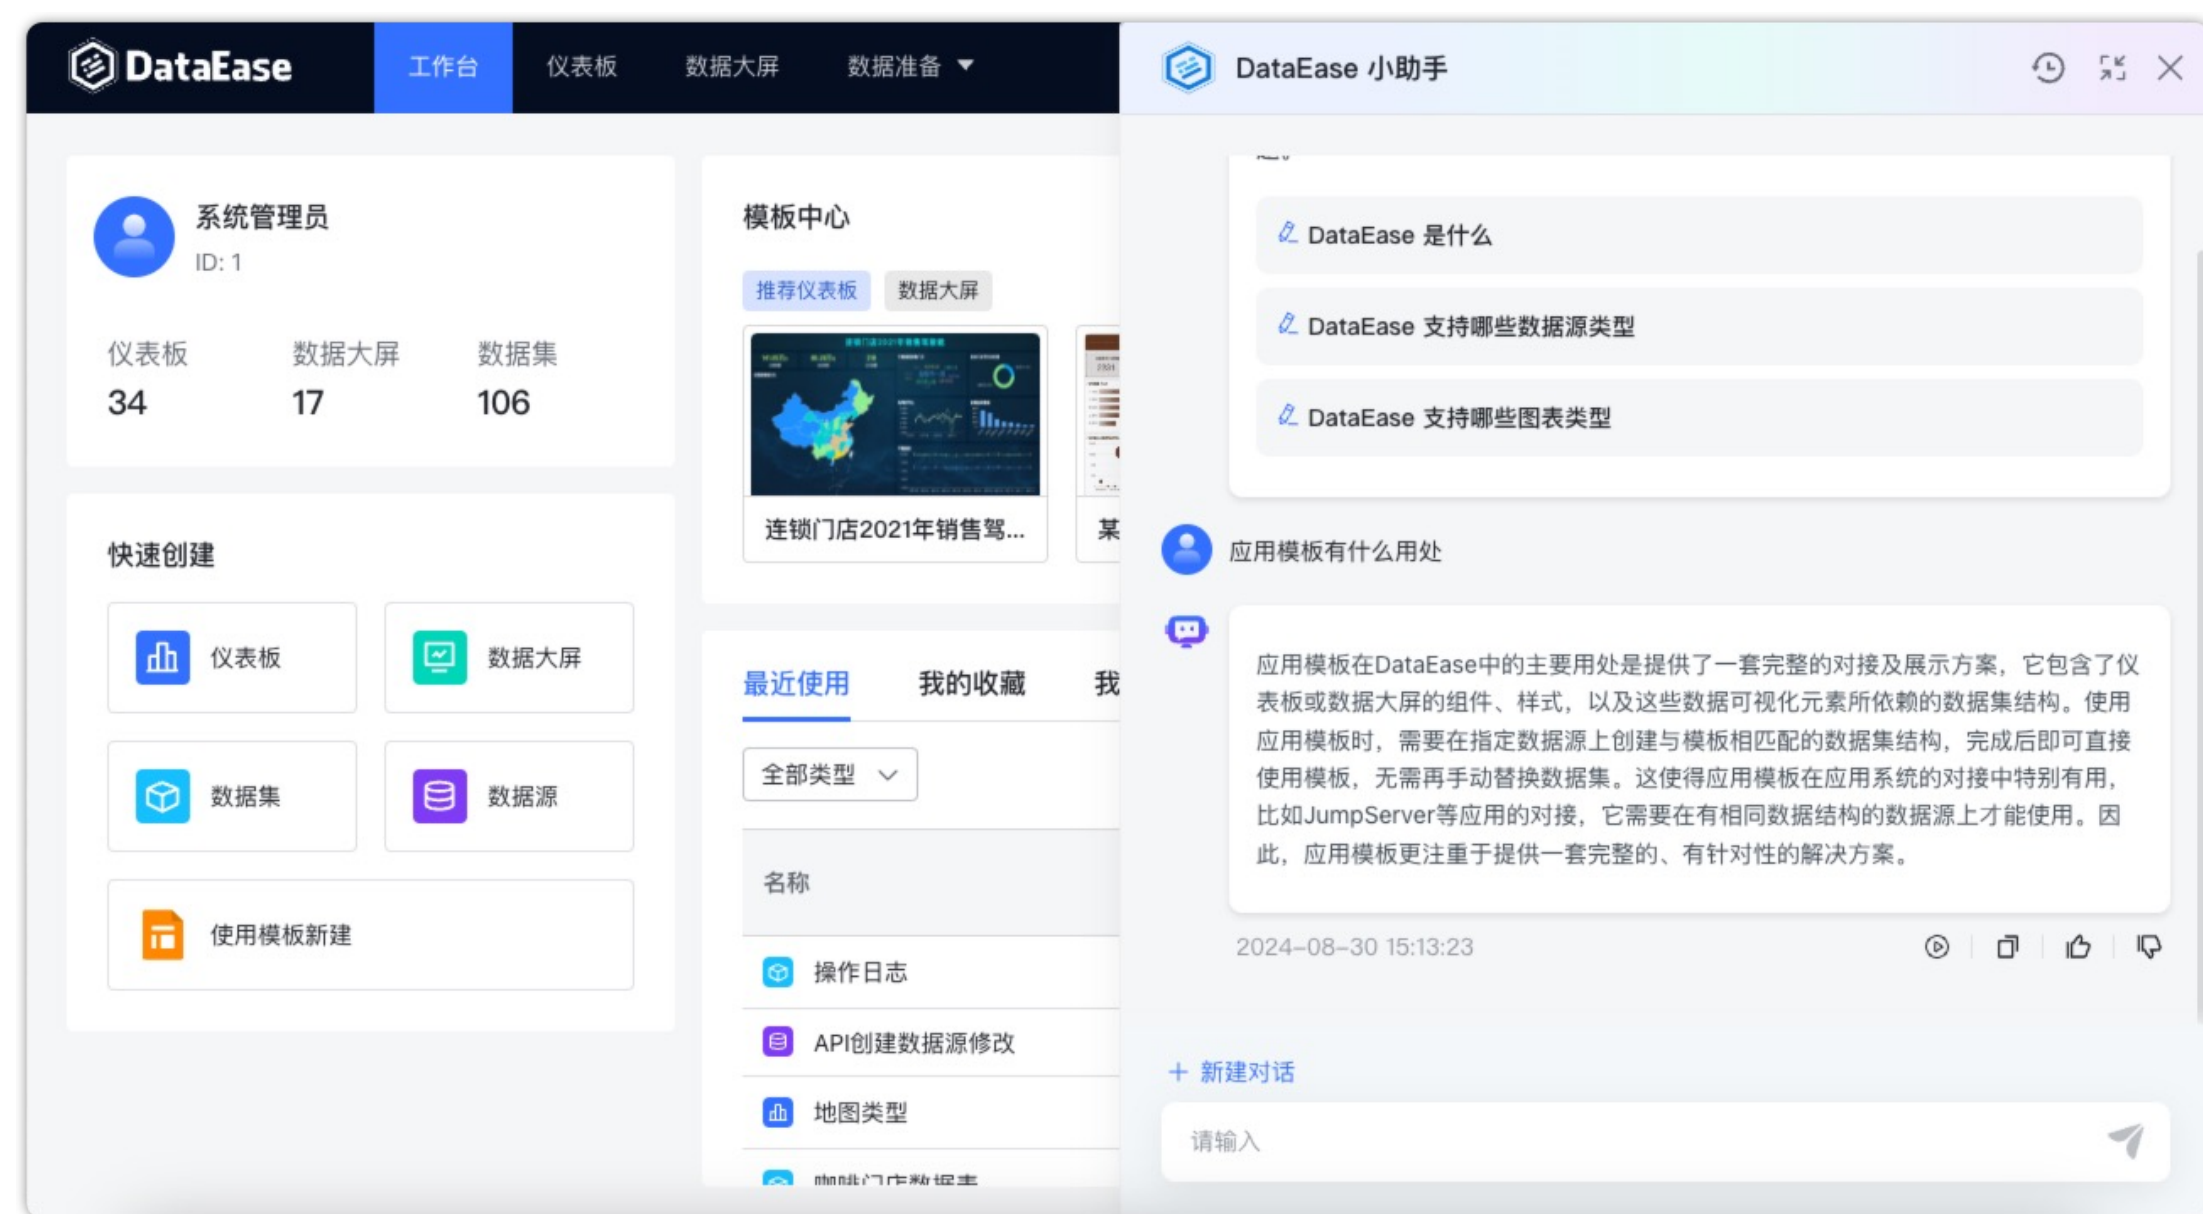 DataEase
工作台
仪表板
数据大屏
数据准备
系统管理员
ID: 1
仪表板
数据大屏
数据集
34
17
106
快速创建
仪表板
数据大屏
数据集
数据源
使用模板新建
模板中心
推荐仪表板
数据大屏
连锁门店2021年销售驾...
某
最近使用
我的收藏
我
全部类型
名称
操作日志
API创建数据源修改
地图类型
咖啡门店数据表
DataEase 小助手
DataEase 是什么
DataEase 支持哪些数据源类型
DataEase 支持哪些图表类型
应用模板有什么用处
应用模板在DataEase中的主要用处是提供了一套完整的对接及展示方案，它包含了仪
表板或数据大屏的组件、样式，以及这些数据可视化元素所依赖的数据集结构。使用
应用模板时，需要在指定数据源上创建与模板相匹配的数据集结构，完成后即可直接
使用模板，无需再手动替换数据集。这使得应用模板在应用系统的对接中特别有用，
比如JumpServer等应用的对接，它需要在有相同数据结构的数据源上才能使用。因
此，应用模板更注重于提供一套完整的、有针对性的解决方案。
2024-08-30 15:13:23
+ 新建对话
请输入